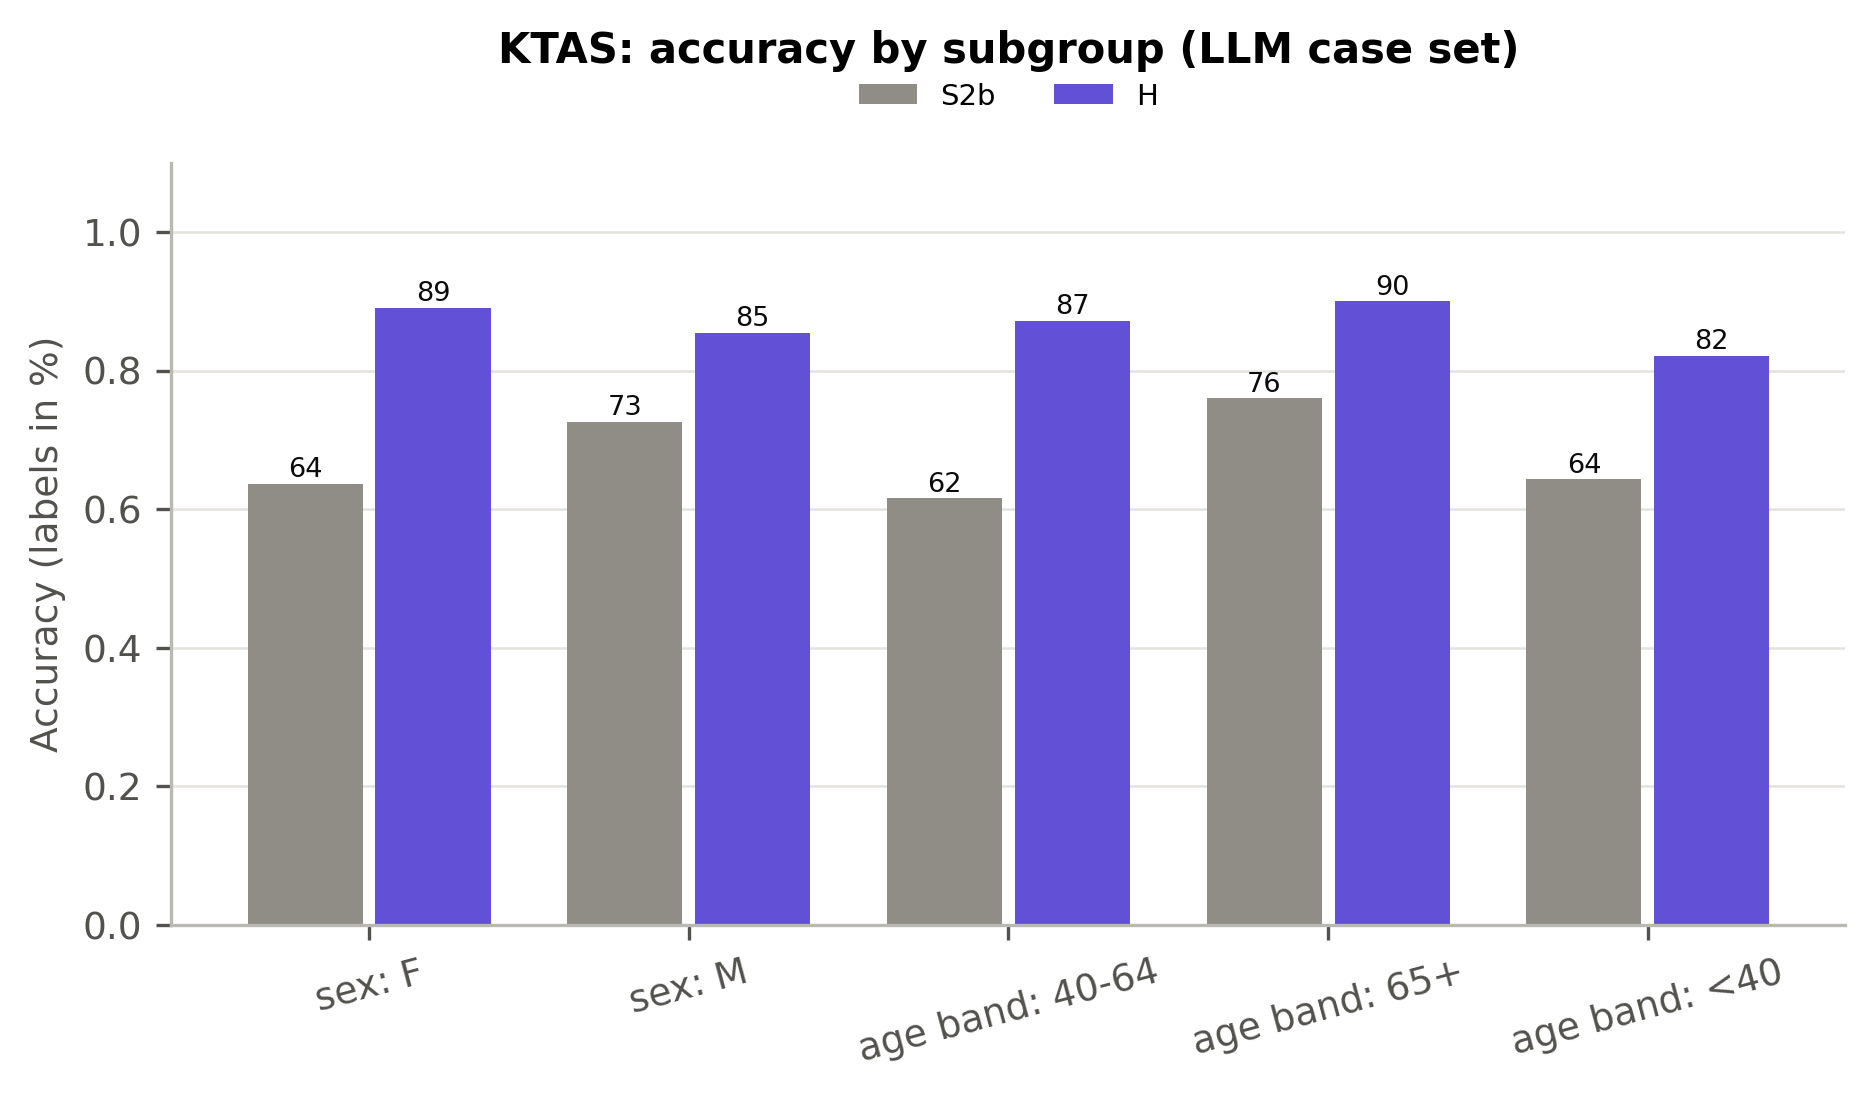 KTAS: accuracy by subgroup (LLM case set)
S2b H
Accuracy (labels in %)
1.0
0.8
0.6
0.4
0.2
0.0
64 89
73 85
62 87
76 90
64 82
sex: F
sex: M
age band: 40-64
age band: 65+
age band: <40